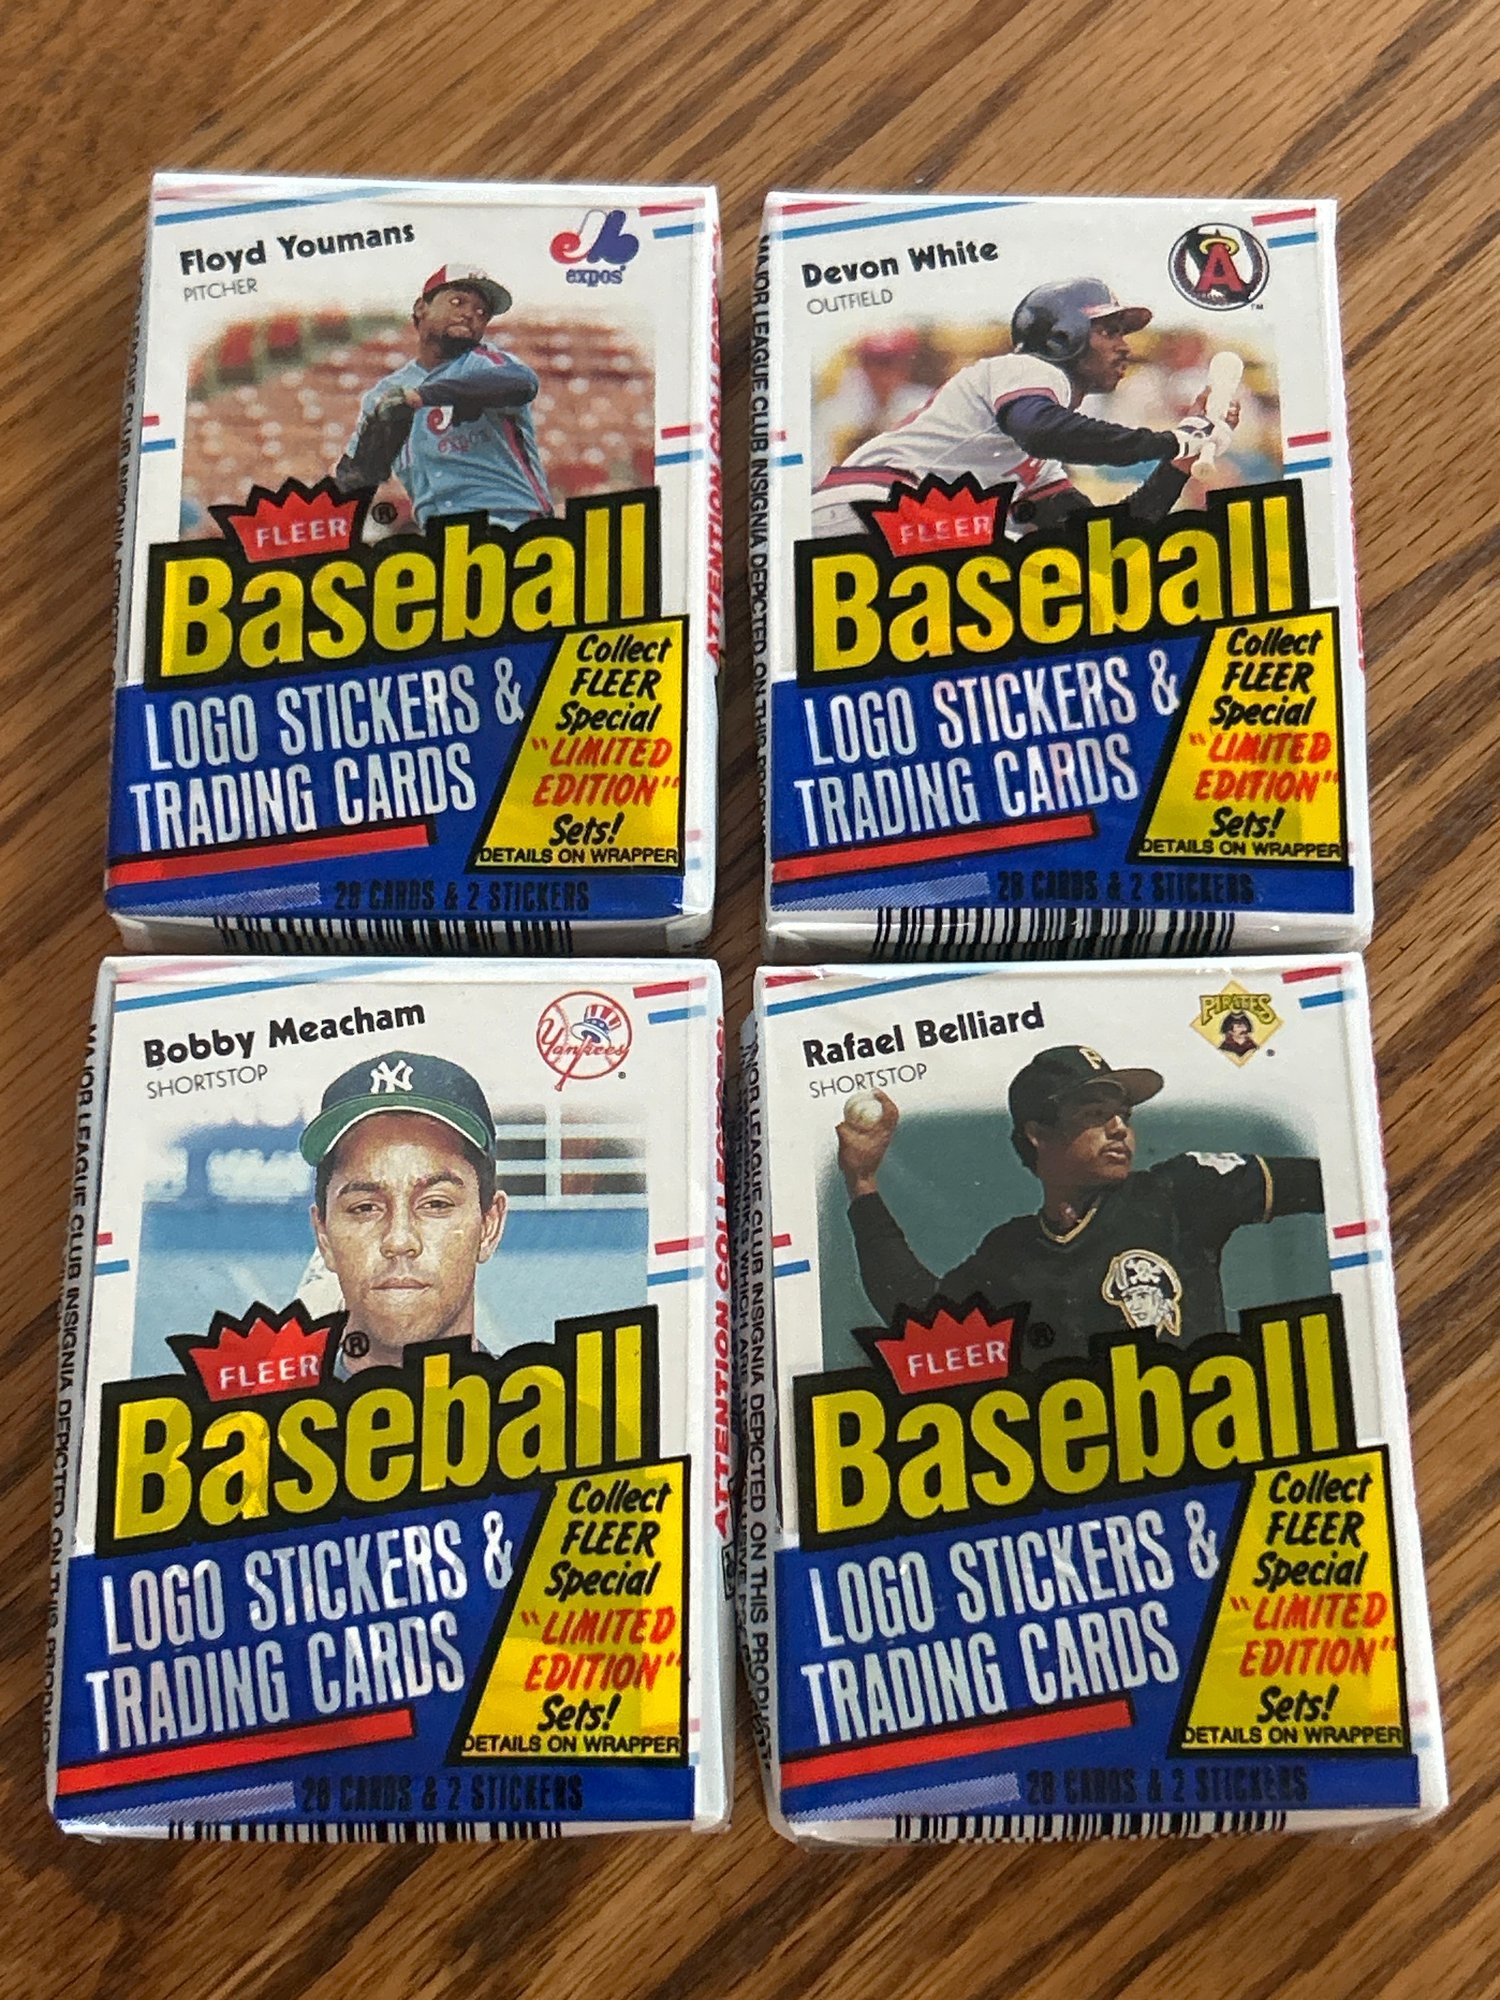 Floyd Youmans
PITCHER
expos
expos
FLEER ®
Baseball
LOGO STICKERS &
TRADING CARDS
Collect
FLEER
Special
"LIMITED
EDITION"
Sets!
DETAILS ON WRAPPER
28 CARDS & 2 STICKERS
ATTENTION COLLECTORS
Devon White
OUTFIELD
A
TM
FLEER
Baseball
LOGO STICKERS &
TRADING CARDS
Collect
FLEER
Special
"LIMITED
EDITION"
Sets!
DETAILS ON WRAPPER
28 CARDS & 2 STICKERS
MAJOR LEAGUE CLUB INSIGNIA DEPICTED ON THIS
Bobby Meacham
SHORTSTOP
Yankees
®
NY
FLEER ®
Baseball
LOGO STICKERS &
TRADING CARDS
Collect
FLEER
Special
"LIMITED
EDITION"
Sets!
DETAILS ON WRAPPER
28 CARDS & 2 STICKERS
MAJOR LEAGUE CLUB INSIGNIA DEPICTED ON THIS
ATTENTION COLLECTORS!
Rafael Belliard
SHORTSTOP
PIRATES
®
P
FLEER ®
Baseball
LOGO STICKERS &
TRADING CARDS
Collect
FLEER
Special
"LIMITED
EDITION"
Sets!
DETAILS ON WRAPPER
28 CARDS & 2 STICKERS
LEAGUE CLUB INSIGNIA DEPICTED ON THIS PRODUCT